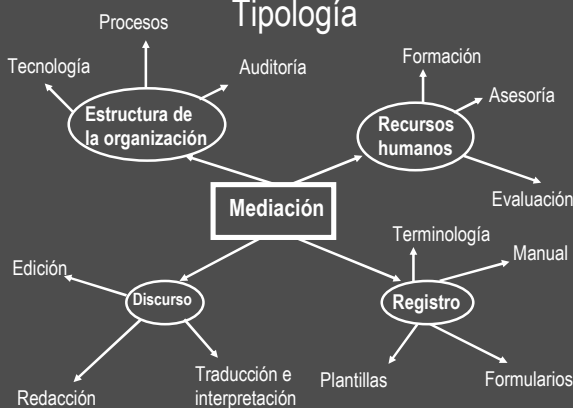 Tipología
Procesos
Tecnología
Auditoría
Estructura de
la organización
Formación
Asesoría
Recursos
humanos
Evaluación
Mediación
Edición
Discurso
Redacción
Traducción e
interpretación
Terminología
Manual
Registro
Plantillas
Formularios